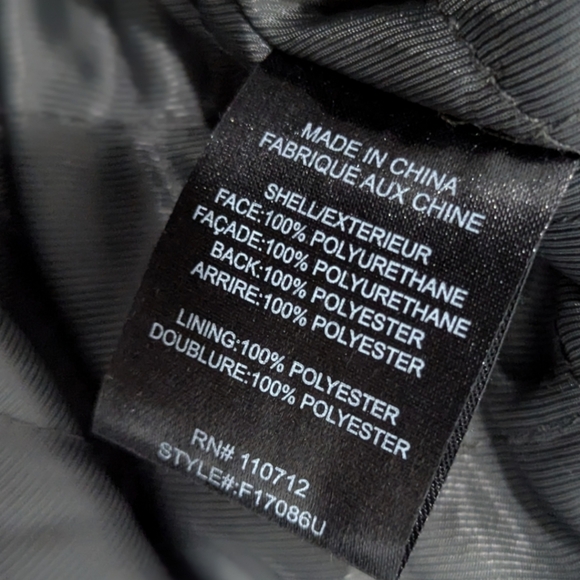 MADE IN CHINA
FABRIQUÉ AUX CHINE
SHELL/EXTERIEUR
FACE:100% POLYURETHANE
FAÇADE:100% POLYURETHANE
BACK:100% POLYESTER
ARRIRE:100% POLYESTER
LINING:100% POLYESTER
DOUBLURE:100% POLYESTER
RN# 110712
STYLE#:F17086U